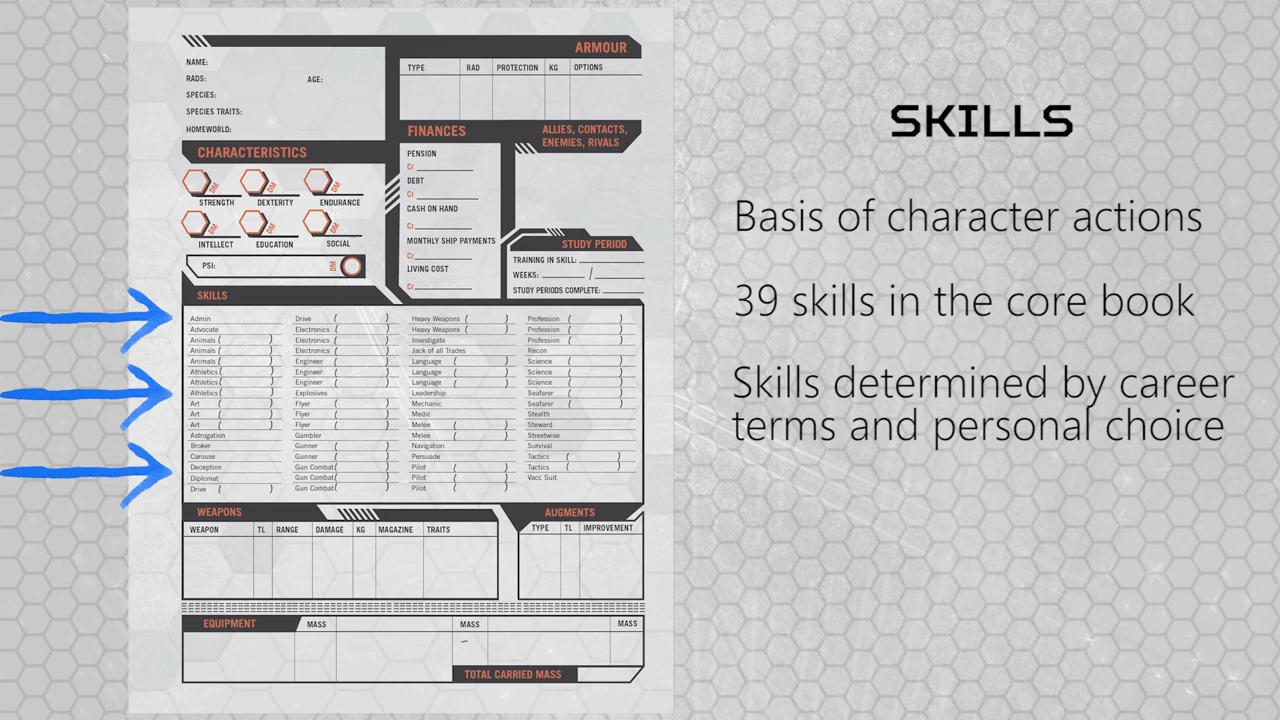 ARMOUR
NAME:
RADS: AGE:
SPECIES:
SPECIES TRAITS:
HOMEWORLD:
TYPE RAD PROTECTION KG OPTIONS
CHARACTERISTICS
DM DM DM
STRENGTH DEXTERITY ENDURANCE
DM DM DM
INTELLECT EDUCATION SOCIAL
PSI: DM
FINANCES
PENSION
Cr
DEBT
Cr
CASH ON HAND
Cr
MONTHLY SHIP PAYMENTS
Cr
LIVING COST
Cr
ALLIES, CONTACTS,
ENEMIES, RIVALS
STUDY PERIOD
TRAINING IN SKILL:
WEEKS: /
STUDY PERIODS COMPLETE:
SKILLS
Admin
Advocate
Animals ( )
Animals ( )
Animals ( )
Athletics ( )
Athletics ( )
Athletics ( )
Art ( )
Art ( )
Art ( )
Astrogation
Broker
Carouse
Deception
Diplomat
Drive ( )
Drive ( )
Electronics ( )
Electronics ( )
Electronics ( )
Engineer ( )
Engineer ( )
Engineer ( )
Explosives
Flyer ( )
Flyer ( )
Flyer ( )
Gambler
Gunner ( )
Gunner ( )
Gun Combat ( )
Gun Combat ( )
Gun Combat ( )
Heavy Weapons ( )
Heavy Weapons ( )
Investigate
Jack of all Trades
Language ( )
Language ( )
Language ( )
Leadership
Mechanic
Medic
Melee ( )
Melee ( )
Navigation
Persuade
Pilot ( )
Pilot ( )
Pilot ( )
Profession ( )
Profession ( )
Profession ( )
Recon
Science ( )
Science ( )
Science ( )
Seafarer ( )
Seafarer ( )
Stealth
Steward
Streetwise
Survival
Tactics ( )
Tactics ( )
Vacc Suit
WEAPONS
WEAPON TL RANGE DAMAGE KG MAGAZINE TRAITS
AUGMENTS
TYPE TL IMPROVEMENT
EQUIPMENT MASS MASS MASS
TOTAL CARRIED MASS
SKILLS
Basis of character actions
39 skills in the core book
Skills determined by career
terms and personal choice